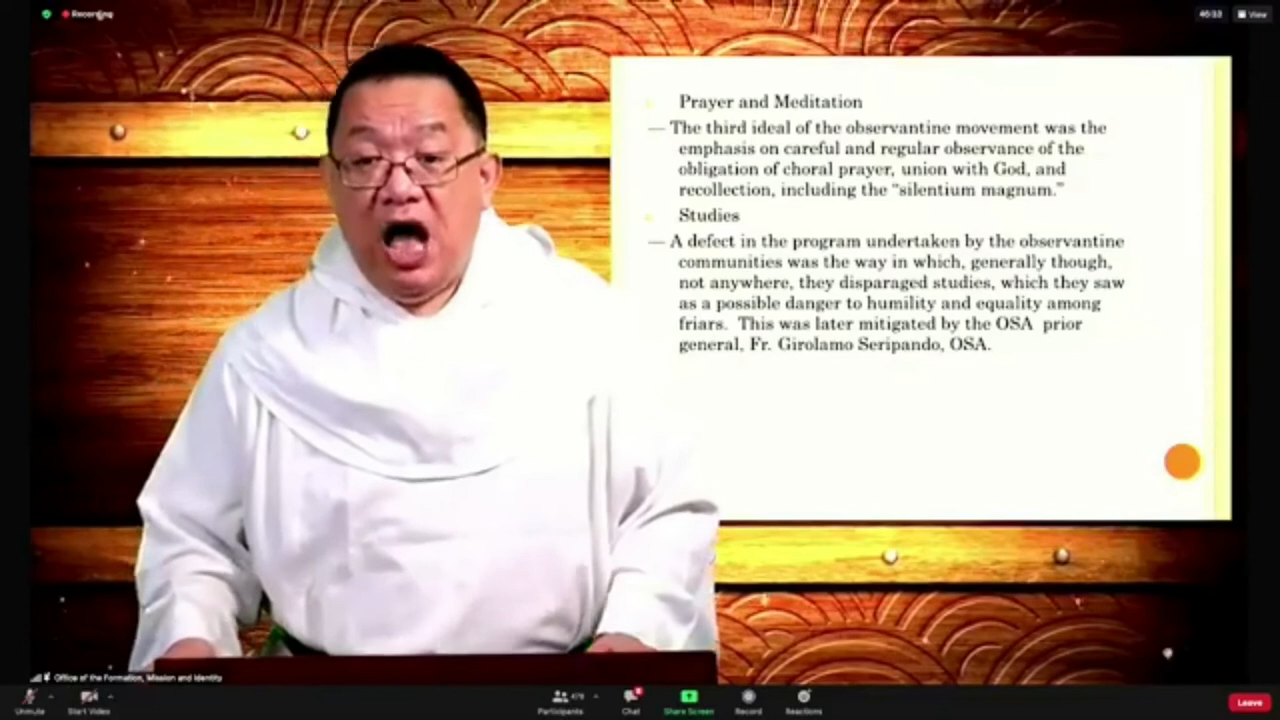 Recording
46:33
View
Prayer and Meditation
— The third ideal of the observantine movement was the
emphasis on careful and regular observance of the
obligation of choral prayer, union with God, and
recollection, including the “silentium magnum.”
Studies
— A defect in the program undertaken by the observantine
communities was the way in which, generally though,
not anywhere, they disparaged studies, which they saw
as a possible danger to humility and equality among
friars. This was later mitigated by the OSA prior
general, Fr. Girolamo Seripando, OSA.
Office of the Formation, Mission and Identity
Unmute
Start Video
Participants
Chat
Share Screen
Record
Reactions
Leave